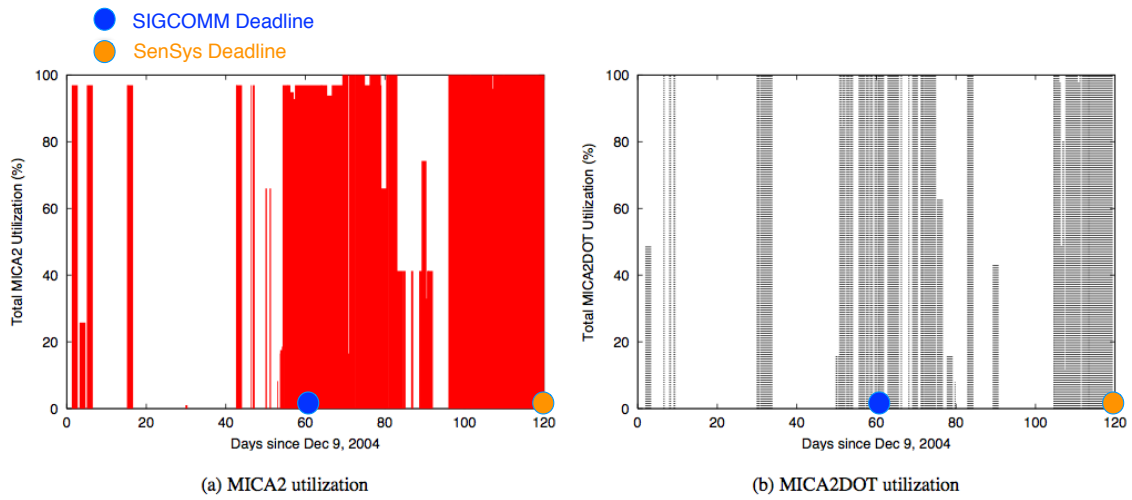 SIGCOMM Deadline
SenSys Deadline
Total MICA2 Utilization (%)
100
80
60
40
20
0
0 20 40 60 80 100 120
Days since Dec 9, 2004
(a) MICA2 utilization
Total MICA2DOT Utilization (%)
100
80
60
40
20
0
0 20 40 60 80 100 120
Days since Dec 9, 2004
(b) MICA2DOT utilization